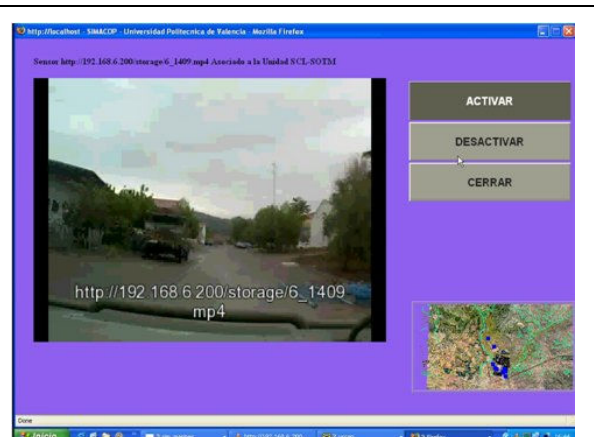 http://localhost - SIMACOP - Universidad Politecnica de Valencia - Mozilla Firefox
Sensor http://192.168.6.200/storage/6_1409.mp4 Asociado a la Unidad SCL-SOTM
ACTIVAR
DESACTIVAR
CERRAR
http://192 168 6 200/storage/6_1409
mp4
Done
Inicio